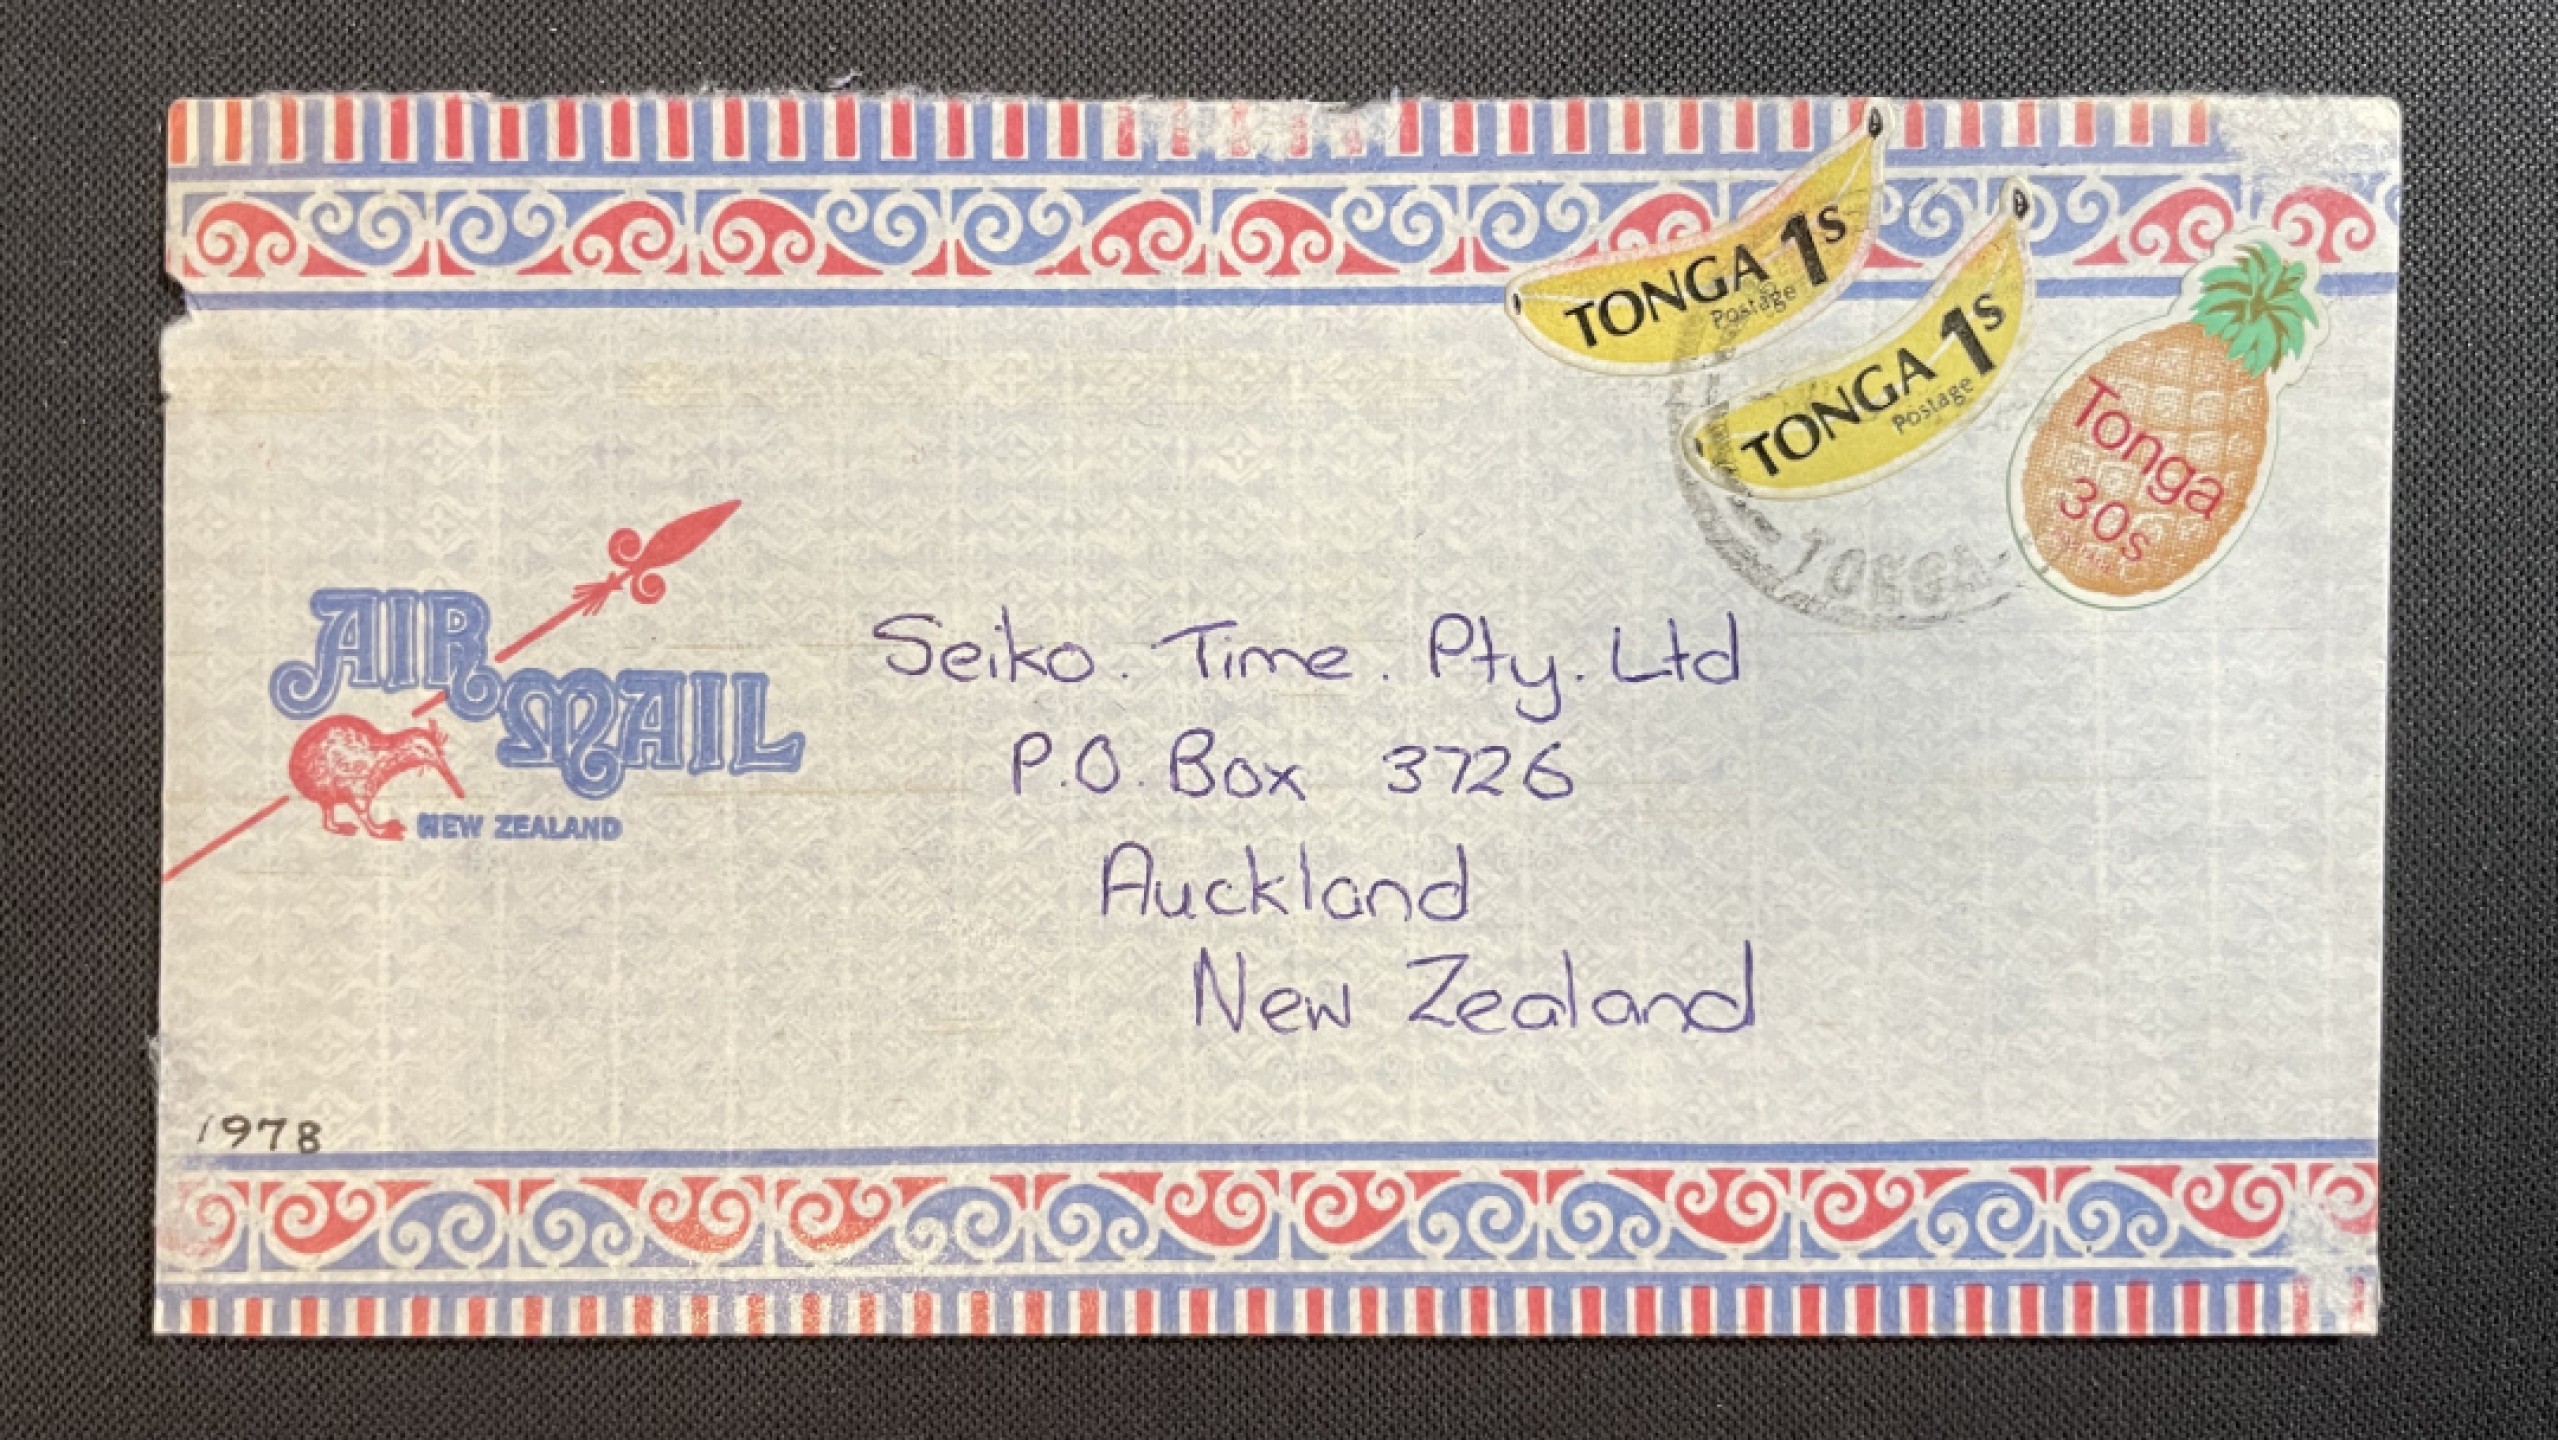 TONGA 1s
Postage
TONGA 1s
Postage
Tonga
30s
TONGA
AIR
MAIL
NEW ZEALAND
Seiko. Time. Pty. Ltd
P.O. Box 3726
Auckland
New Zealand
1978